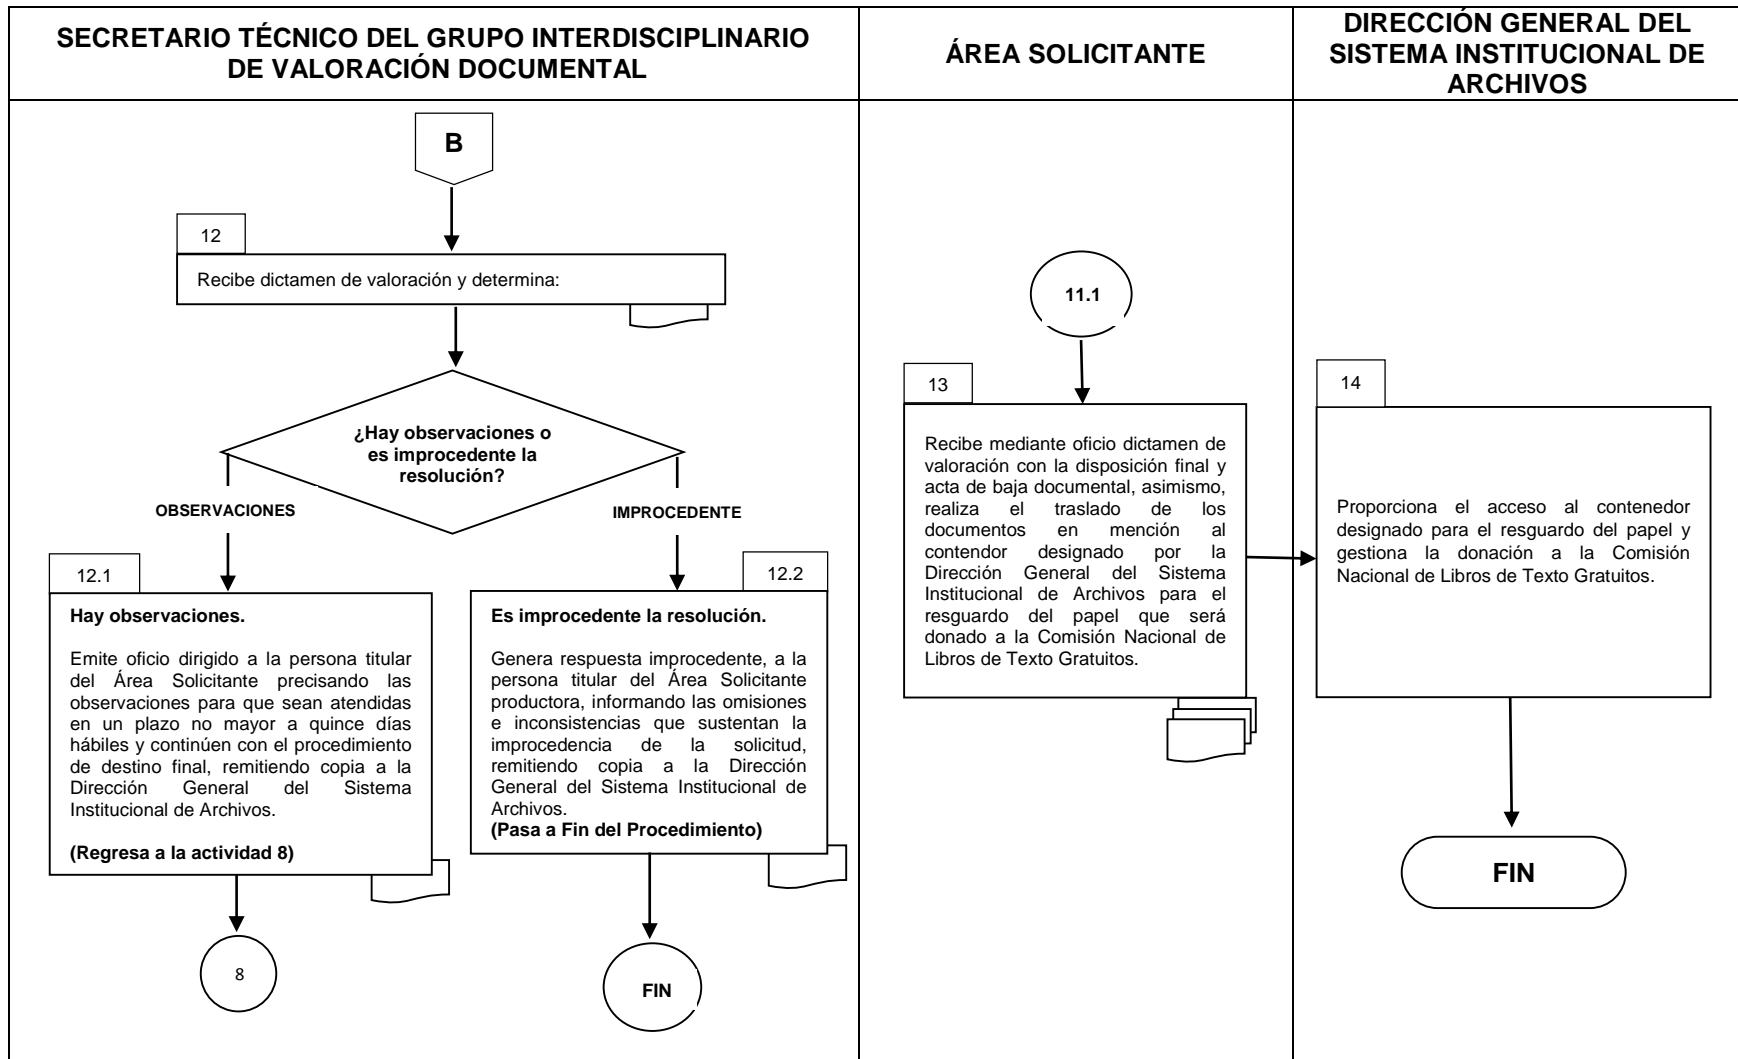 SECRETARIO TÉCNICO DEL GRUPO INTERDISCIPLINARIO
DE VALORACIÓN DOCUMENTAL
ÁREA SOLICITANTE
DIRECCIÓN GENERAL DEL
SISTEMA INSTITUCIONAL DE
ARCHIVOS
B
12
Recibe dictamen de valoración y determina:
¿Hay observaciones o
es improcedente la
resolución?
OBSERVACIONES
IMPROCEDENTE
12.1
Hay observaciones.
Emite oficio dirigido a la persona titular
del Área Solicitante precisando las
observaciones para que sean atendidas
en un plazo no mayor a quince días
hábiles y continúen con el procedimiento
de destino final, remitiendo copia a la
Dirección General del Sistema
Institucional de Archivos.
(Regresa a la actividad 8)
8
12.2
Es improcedente la resolución.
Genera respuesta improcedente, a la
persona titular del Área Solicitante
productora, informando las omisiones
e inconsistencias que sustentan la
improcedencia de la solicitud,
remitiendo copia a la Dirección
General del Sistema Institucional de
Archivos.
(Pasa a Fin del Procedimiento)
FIN
11.1
13
Recibe mediante oficio dictamen de
valoración con la disposición final y
acta de baja documental, asimismo,
realiza el traslado de los
documentos en mención al
contendor designado por la
Dirección General del Sistema
Institucional de Archivos para el
resguardo del papel que será
donado a la Comisión Nacional de
Libros de Texto Gratuitos.
14
Proporciona el acceso al contenedor
designado para el resguardo del papel y
gestiona la donación a la Comisión
Nacional de Libros de Texto Gratuitos.
FIN